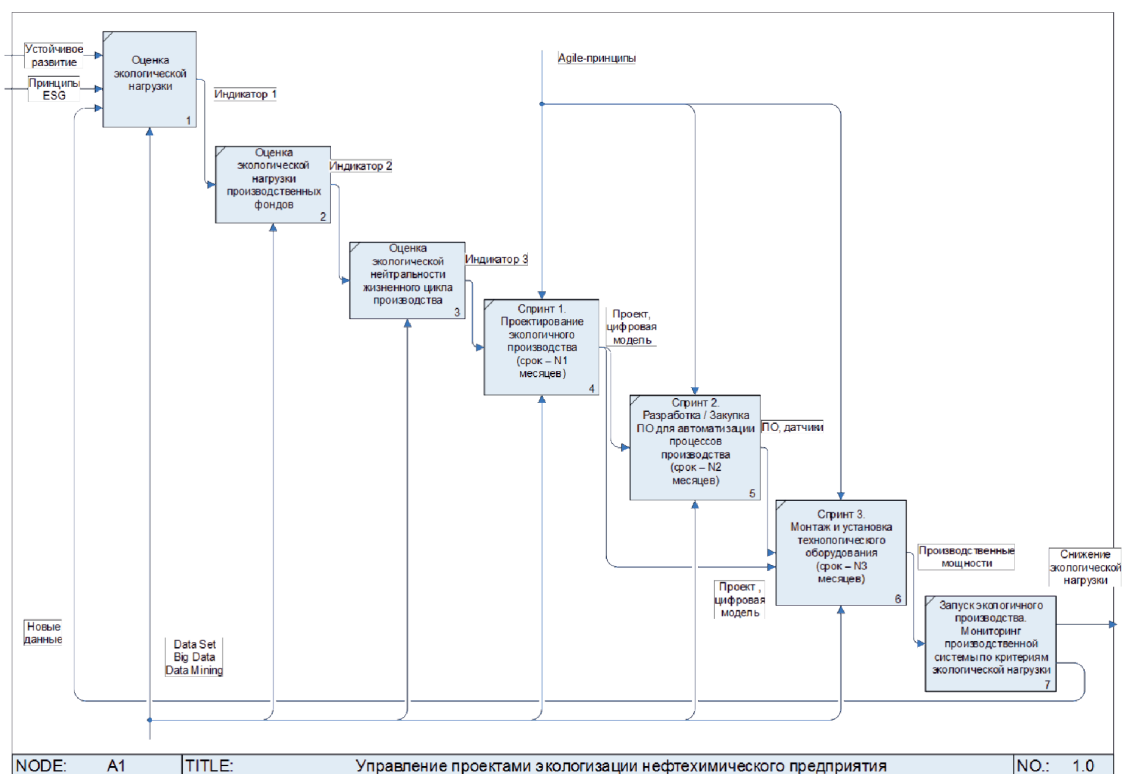 Устойчивое
развитие
Принципы
ESG
Оценка
экологической
нагрузки
1
Индикатор 1
Agile-принципы
Оценка
экологической
нагрузки
производственных
фондов
2
Индикатор 2
Оценка
экологической
нейтральности
жизненного цикла
производства
3
Индикатор 3
Спринт 1.
Проектирование
экологичного
производства
(срок – N1
месяцев)
4
Проект,
цифровая
модель
Спринт 2.
Разработка / Закупка
ПО для автоматизации
процессов
производства
(срок – N2
месяцев)
5
ПО, датчики
Спринт 3.
Монтаж и установка
технологического
оборудования
(срок – N3
месяцев)
6
Проект ,
цифровая
модель
Производственные
мощности
Снижение
экологической
нагрузки
Запуск экологичного
производства.
Мониторинг
производственной
системы по критериям
экологической нагрузки
7
Новые
данные
Data Set
Big Data
Data Mining
NODE: A1 TITLE: Управление проектами экологизации нефтехимического предприятия NO.: 1.0